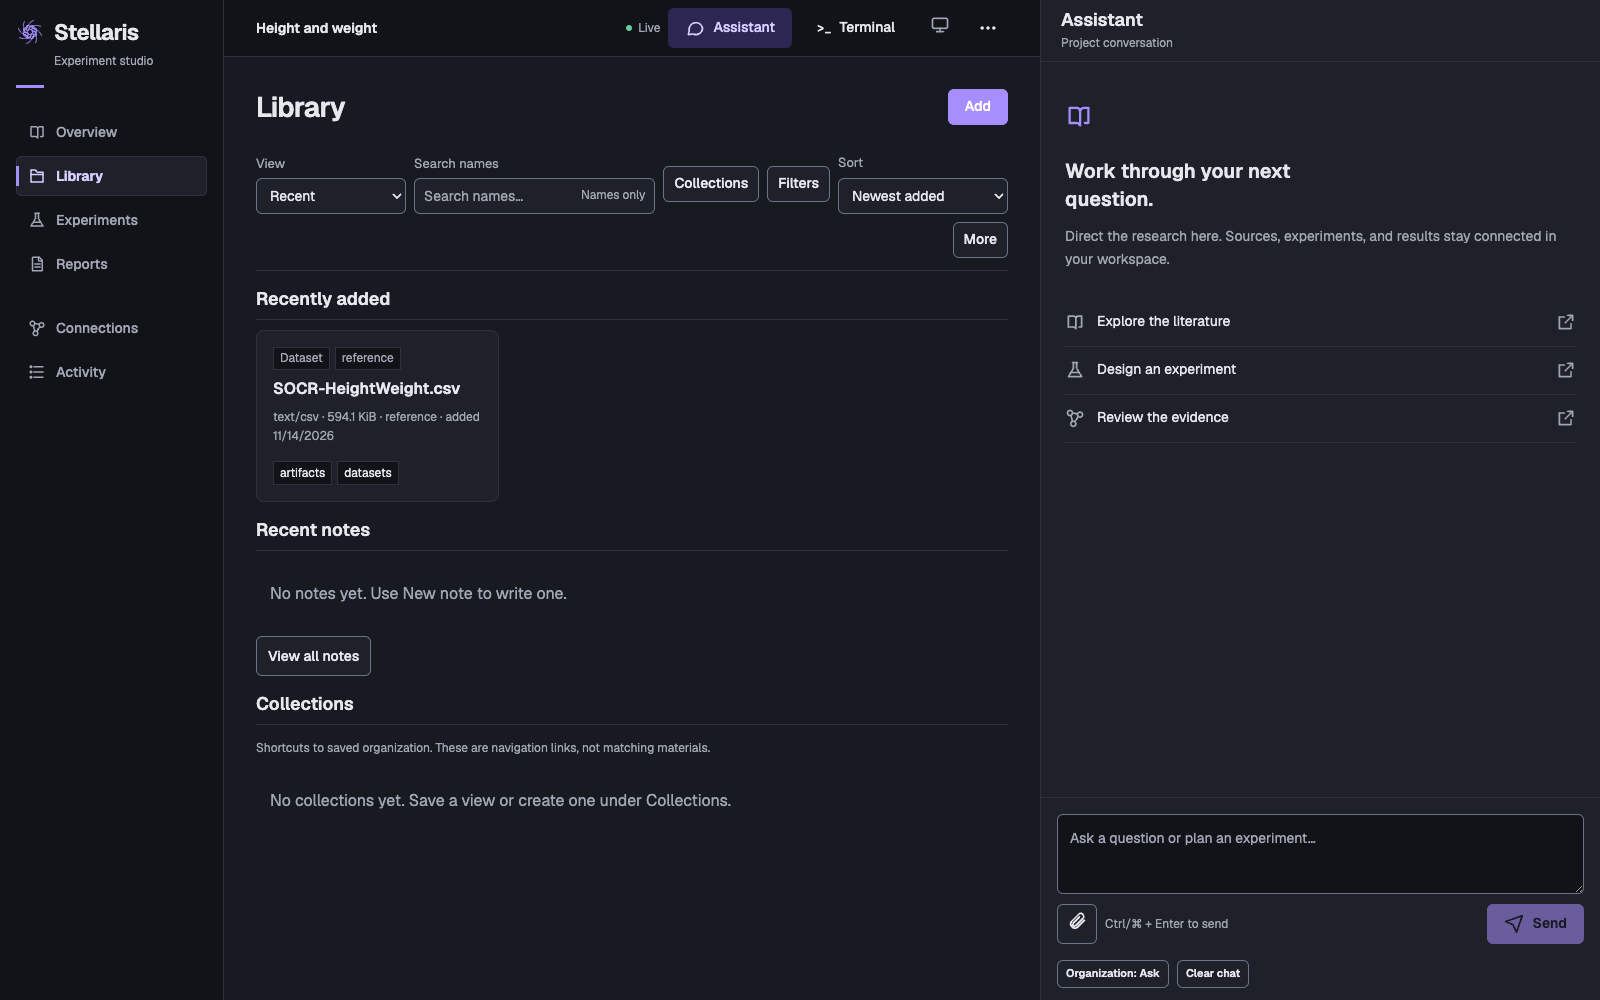 Stellaris
Experiment studio
Overview
Library
Experiments
Reports
Connections
Activity
Height and weight
Live
Assistant
>_ Terminal
Library
Add
View
Recent
Search names
Search names...
Names only
Collections
Filters
Sort
Newest added
More
Recently added
Dataset
reference
SOCR-HeightWeight.csv
text/csv · 594.1 KiB · reference · added
11/14/2026
artifacts
datasets
Recent notes
No notes yet. Use New note to write one.
View all notes
Collections
Shortcuts to saved organization. These are navigation links, not matching materials.
No collections yet. Save a view or create one under Collections.
Assistant
Project conversation
Work through your next
question.
Direct the research here. Sources, experiments, and results stay connected in
your workspace.
Explore the literature
Design an experiment
Review the evidence
Ask a question or plan an experiment...
Ctrl/⌘ + Enter to send
Send
Organization: Ask
Clear chat